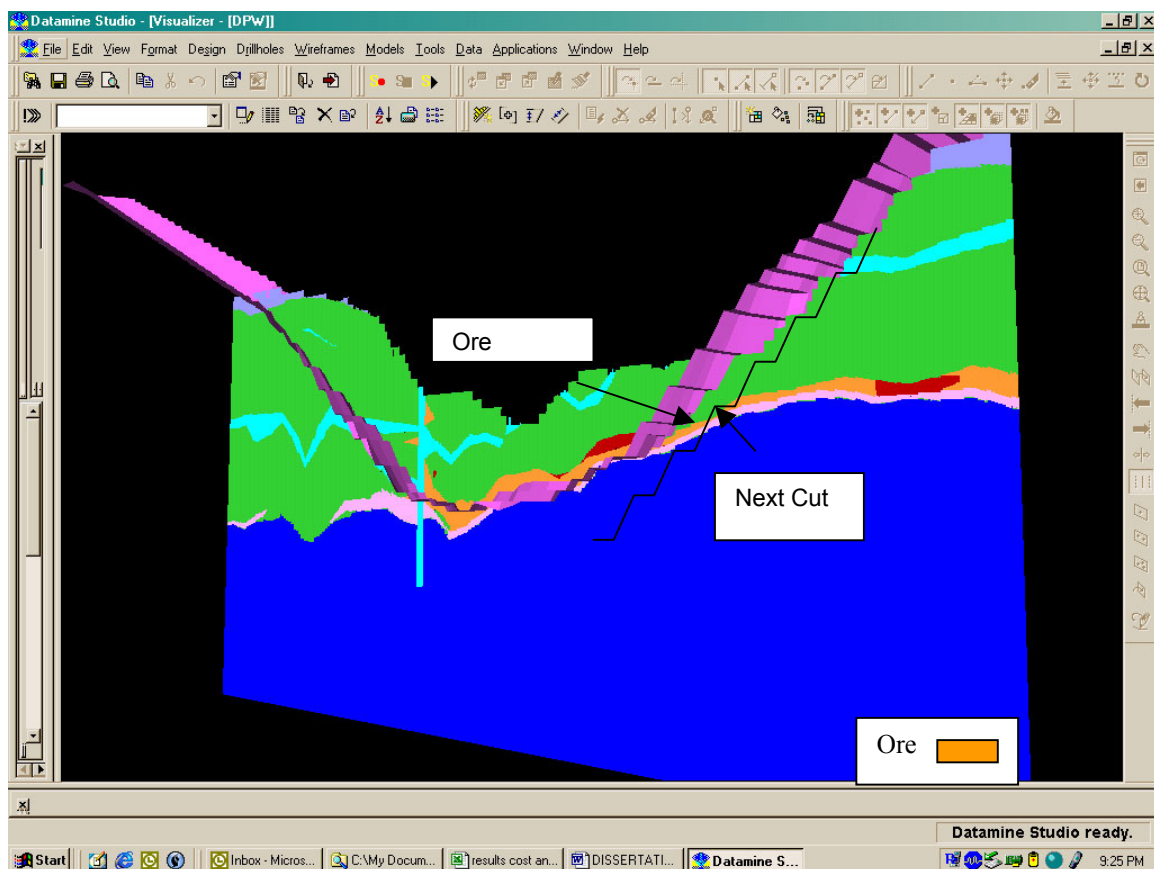 Datamine Studio - [Visualizer - [DPW]]
File Edit View Format Design Drillholes Wireframes Models Tools Data Applications Window Help
Ore
Next Cut
Ore
Datamine Studio ready.
Start Inbox - Micros... C:\My Docum... results cost an... DISSERTATI... Datamine S... 9:25 PM